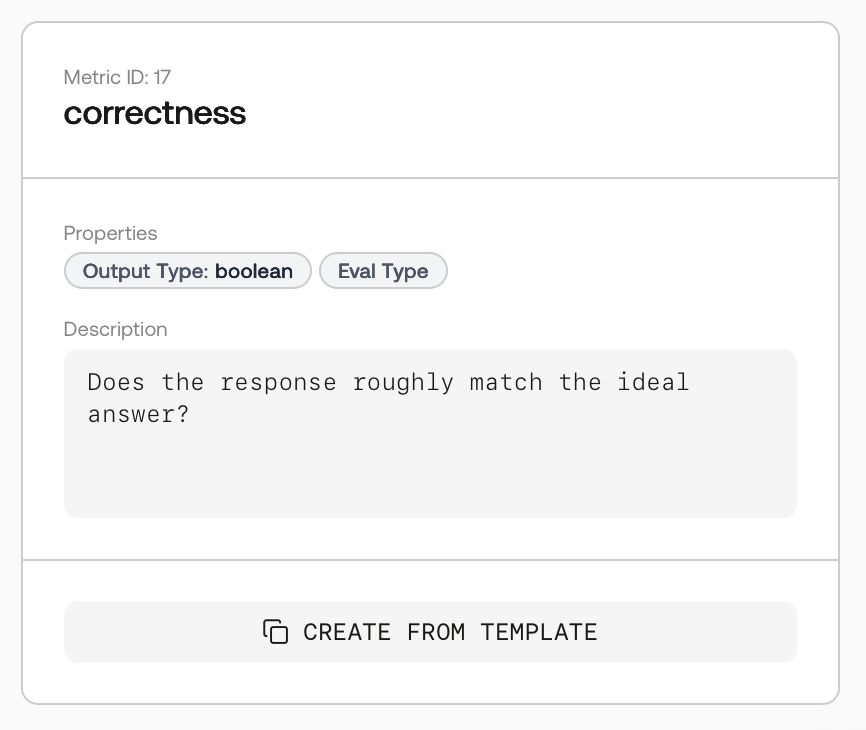 Metric ID: 17
correctness
Properties
Output Type: boolean Eval Type
Description
Does the response roughly match the ideal
answer?
CREATE FROM TEMPLATE